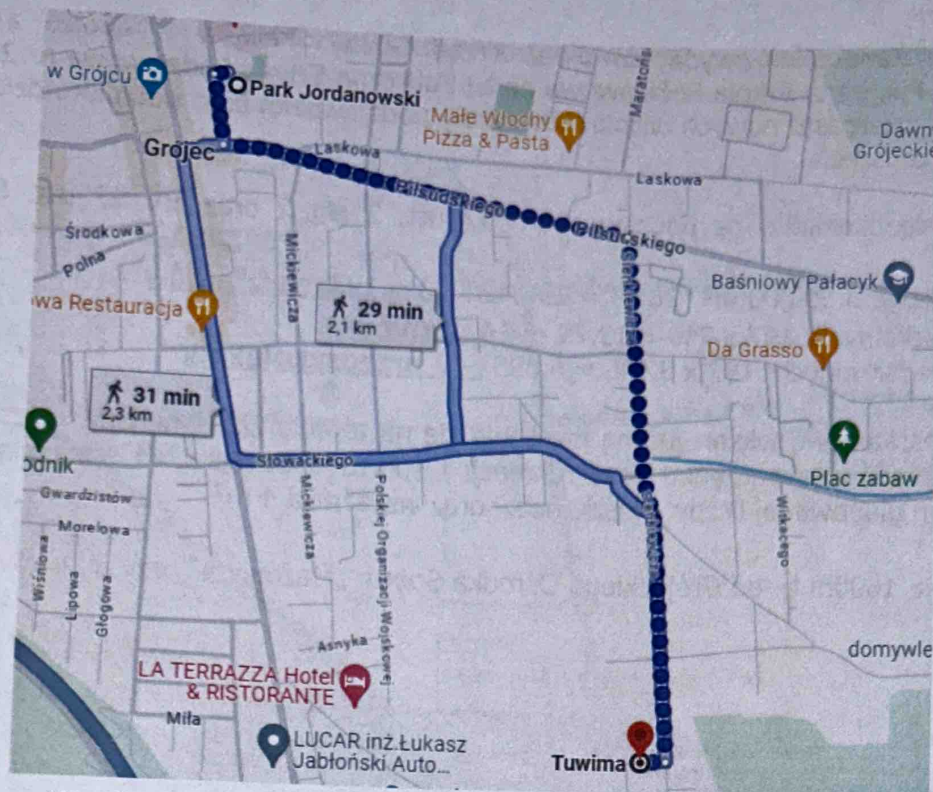 w Grójcu
Park Jordanowski
Małe Włochy
Pizza & Pasta
Maratońs
Dawn
Grójeckie
Grójec
Laskowa
Laskowa
Piłsudskiego
Piłsudskiego
Środkowa
Polna
Mickiewicza
Sienkiewicza
Baśniowy Pałacyk
wa Restauracja
29 min
2,1 km
Da Grasso
31 min
2,3 km
odnik
Słowackiego
Plac zabaw
Gwardzistów
Morelowa
Mickiewicza
Polskiej Organizacji Wojskowej
Witkacego
Wiśniowa
Lipowa
Głogowa
Asnyka
domywle
LA TERRAZZA Hotel
& RISTORANTE
Miła
LUCAR inż.Łukasz
Jabłoński Auto...
Tuwima